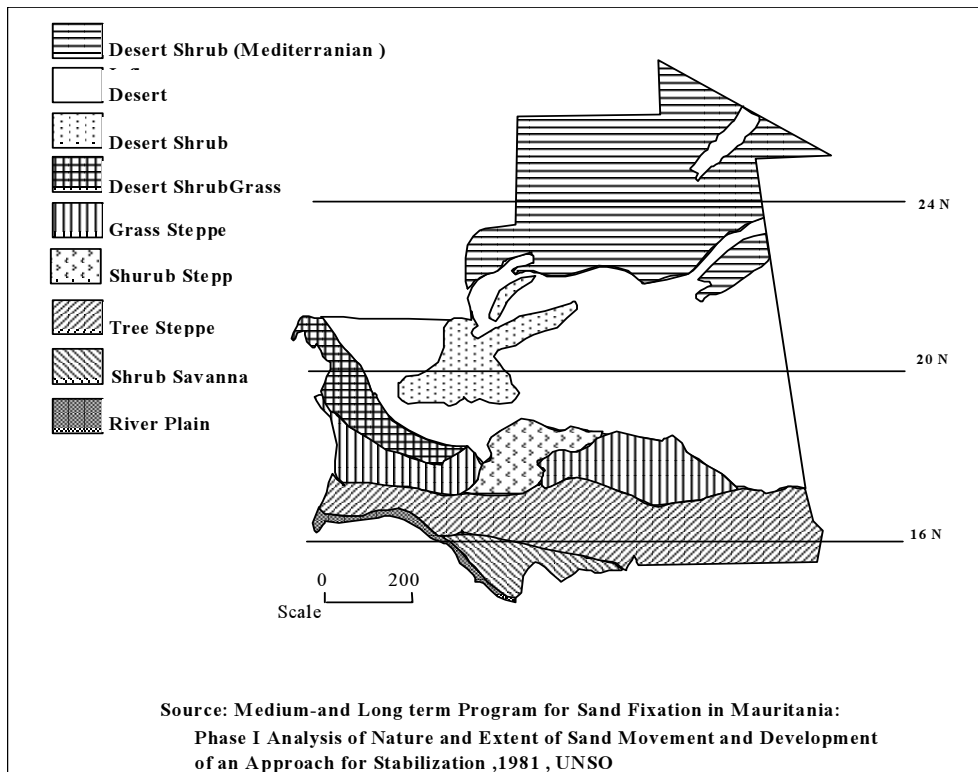 Desert Shrub (Mediterranian )
Desert
Desert Shrub
Desert ShrubGrass
Grass Steppe
Shurub Stepp
Tree Steppe
Shrub Savanna
River Plain
24 N
20 N
16 N
0 200
Scale
Source: Medium-and Long term Program for Sand Fixation in Mauritania:
Phase I Analysis of Nature and Extent of Sand Movement and Development
of an Approach for Stabilization ,1981 , UNSO